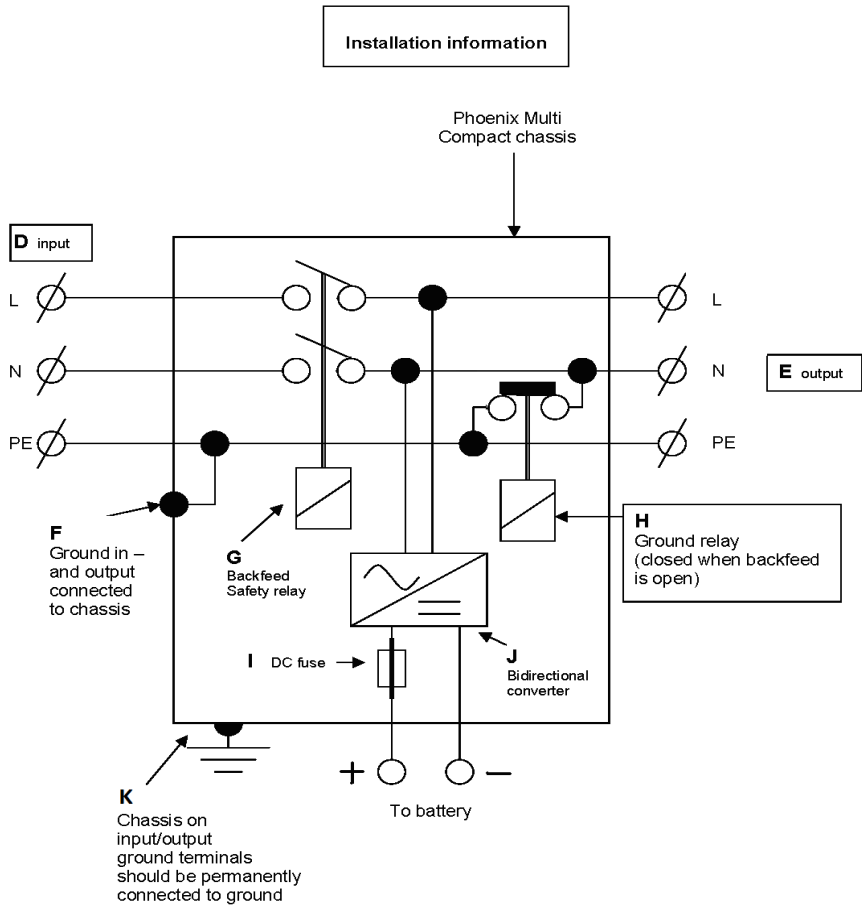 Installation information
Phoenix Multi
Compact chassis
D input
L
L
N
N
E output
PE
PE
F
Ground in –
and output
connected
to chassis
G
Backfeed
Safety relay
H
Ground relay
(closed when backfeed
is open)
I DC fuse
J
Bidirectional
converter
+
–
To battery
K
Chassis on
input/output
ground terminals
should be permanently
connected to ground